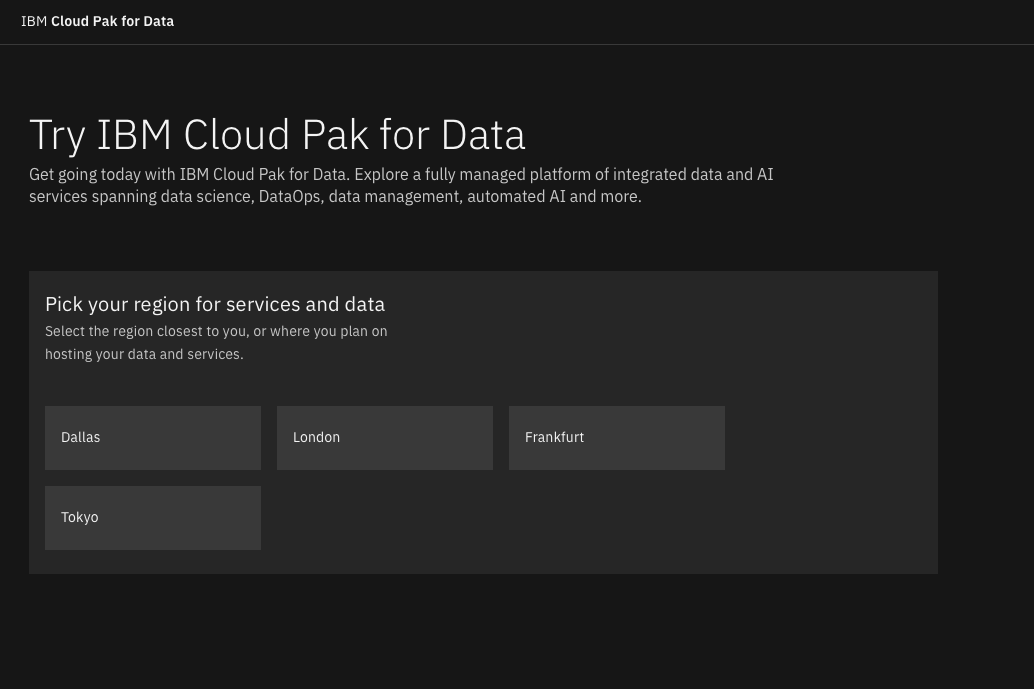 IBM Cloud Pak for Data
Try IBM Cloud Pak for Data
Get going today with IBM Cloud Pak for Data. Explore a fully managed platform of integrated data and AI
services spanning data science, DataOps, data management, automated AI and more.
Pick your region for services and data
Select the region closest to you, or where you plan on
hosting your data and services.
Dallas
London
Frankfurt
Tokyo